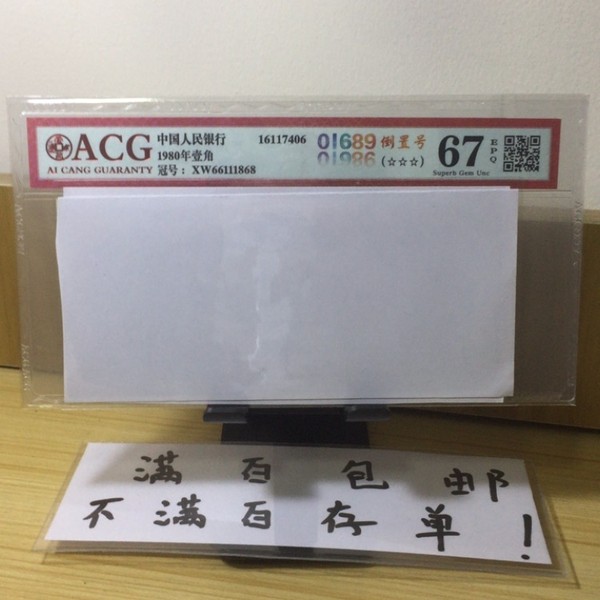 ACG
AI CANG GUARANTY
中国人民银行
1980年壹角
冠号：XW66111868
16117406
01689 倒置号
(☆☆☆)
67
EPQ
Superb Gem Unc
满百包邮
不满百存单！